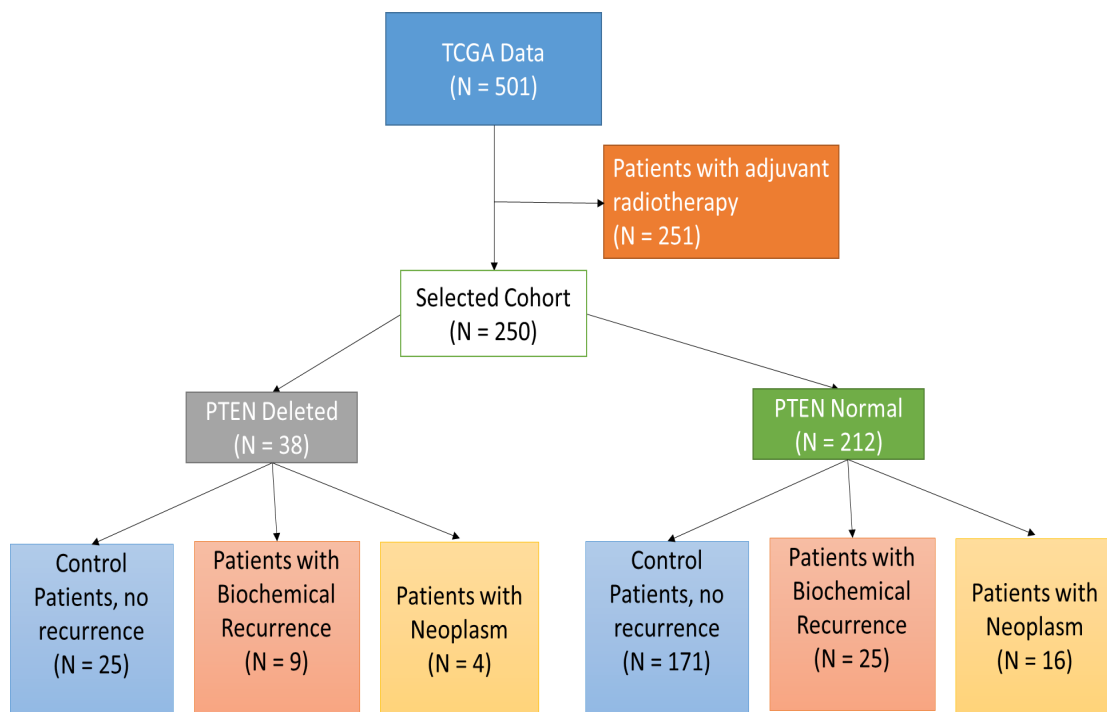 TCGA Data
(N = 501)
Patients with adjuvant
radiotherapy
(N = 251)
Selected Cohort
(N = 250)
PTEN Deleted
(N = 38)
PTEN Normal
(N = 212)
Control
Patients, no
recurrence
(N = 25)
Patients with
Biochemical
Recurrence
(N = 9)
Patients with
Neoplasm
(N = 4)
Control
Patients, no
recurrence
(N = 171)
Patients with
Biochemical
Recurrence
(N = 25)
Patients with
Neoplasm
(N = 16)